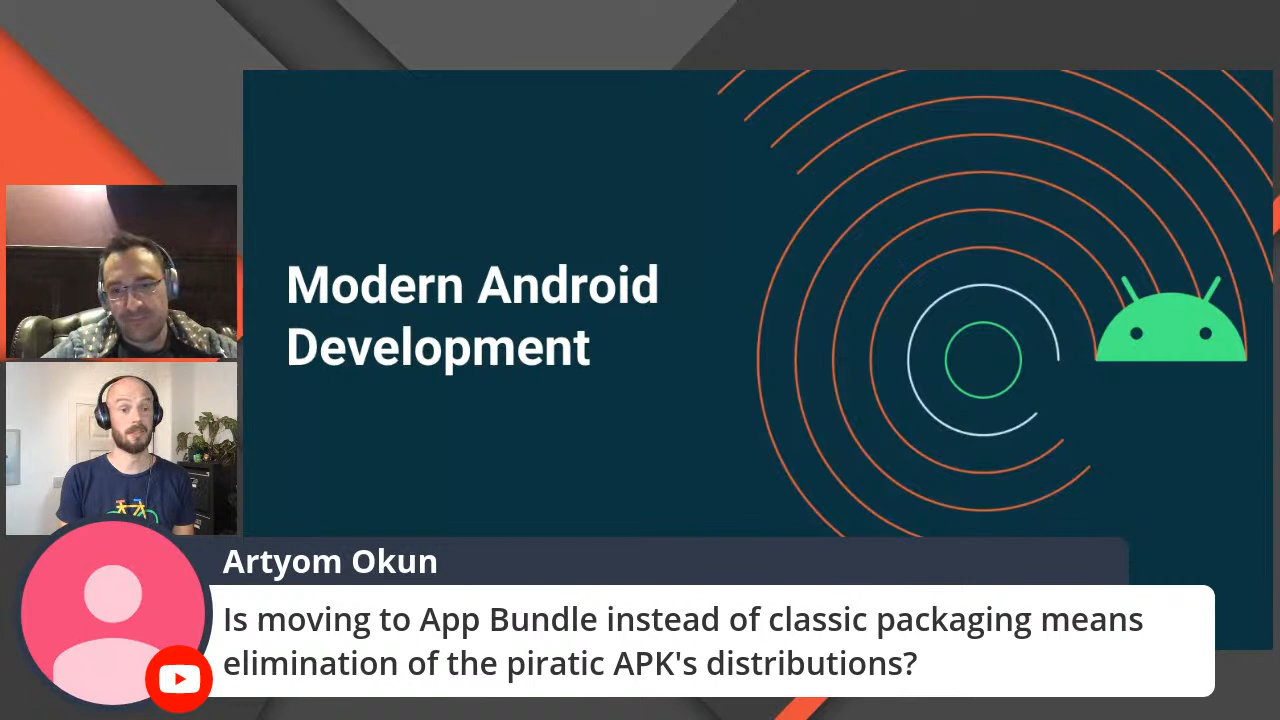 Modern Android
Development
Artyom Okun
Is moving to App Bundle instead of classic packaging means
elimination of the piratic APK's distributions?